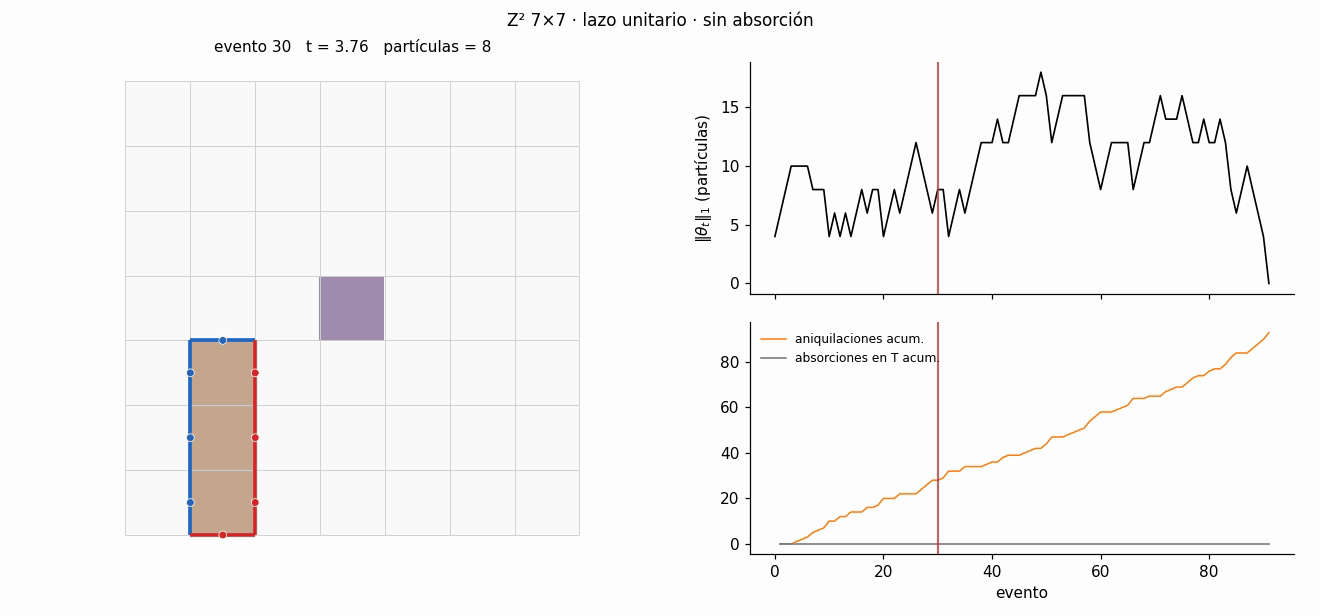 Z² 7×7 · lazo unitario · sin absorción
evento 30   t = 3.76   partículas = 8
‖θₜ‖₁ (partículas)
15
10
5
0
aniquilaciones acum.
absorciones en T acum.
80
60
40
20
0
0
20
40
60
80
evento